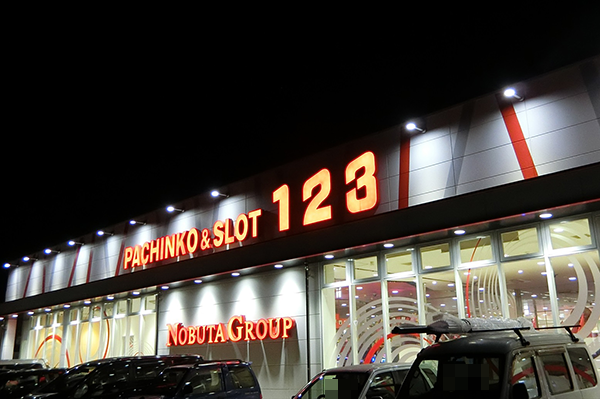 PACHINKO & SLOT 123
NOBUTA GROUP